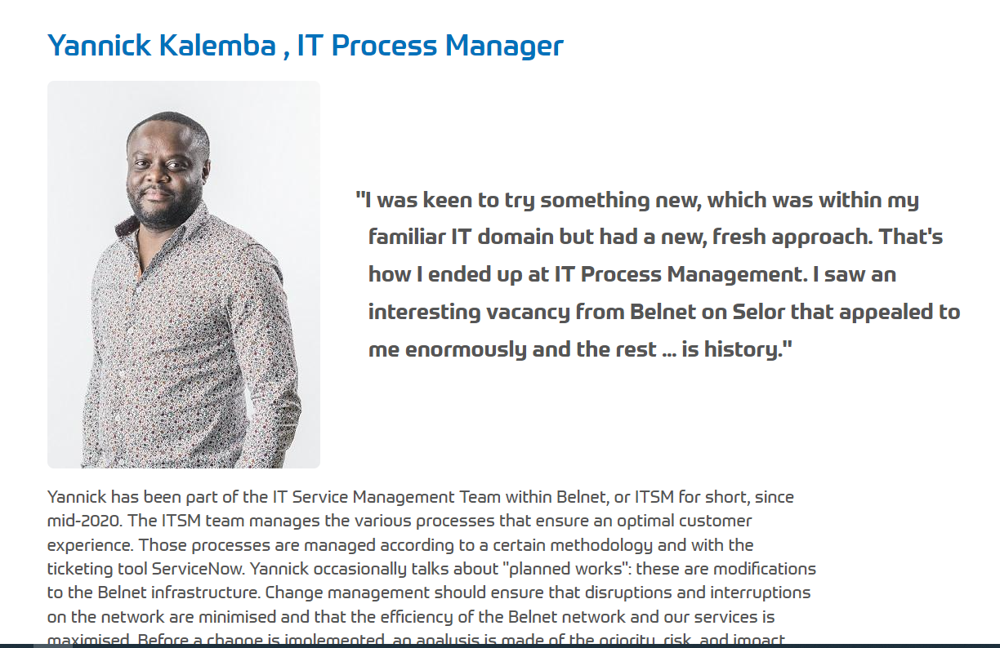 Yannick Kalemba , IT Process Manager
"I was keen to try something new, which was within my
familiar IT domain but had a new, fresh approach. That's
how I ended up at IT Process Management. I saw an
interesting vacancy from Belnet on Selor that appealed to
me enormously and the rest ... is history."
Yannick has been part of the IT Service Management Team within Belnet, or ITSM for short, since
mid-2020. The ITSM team manages the various processes that ensure an optimal customer
experience. Those processes are managed according to a certain methodology and with the
ticketing tool ServiceNow. Yannick occasionally talks about "planned works": these are modifications
to the Belnet infrastructure. Change management should ensure that disruptions and interruptions
on the network are minimised and that the efficiency of the Belnet network and our services is
maximised. Before a change is implemented, an analysis is made of the priority, risk, and impact